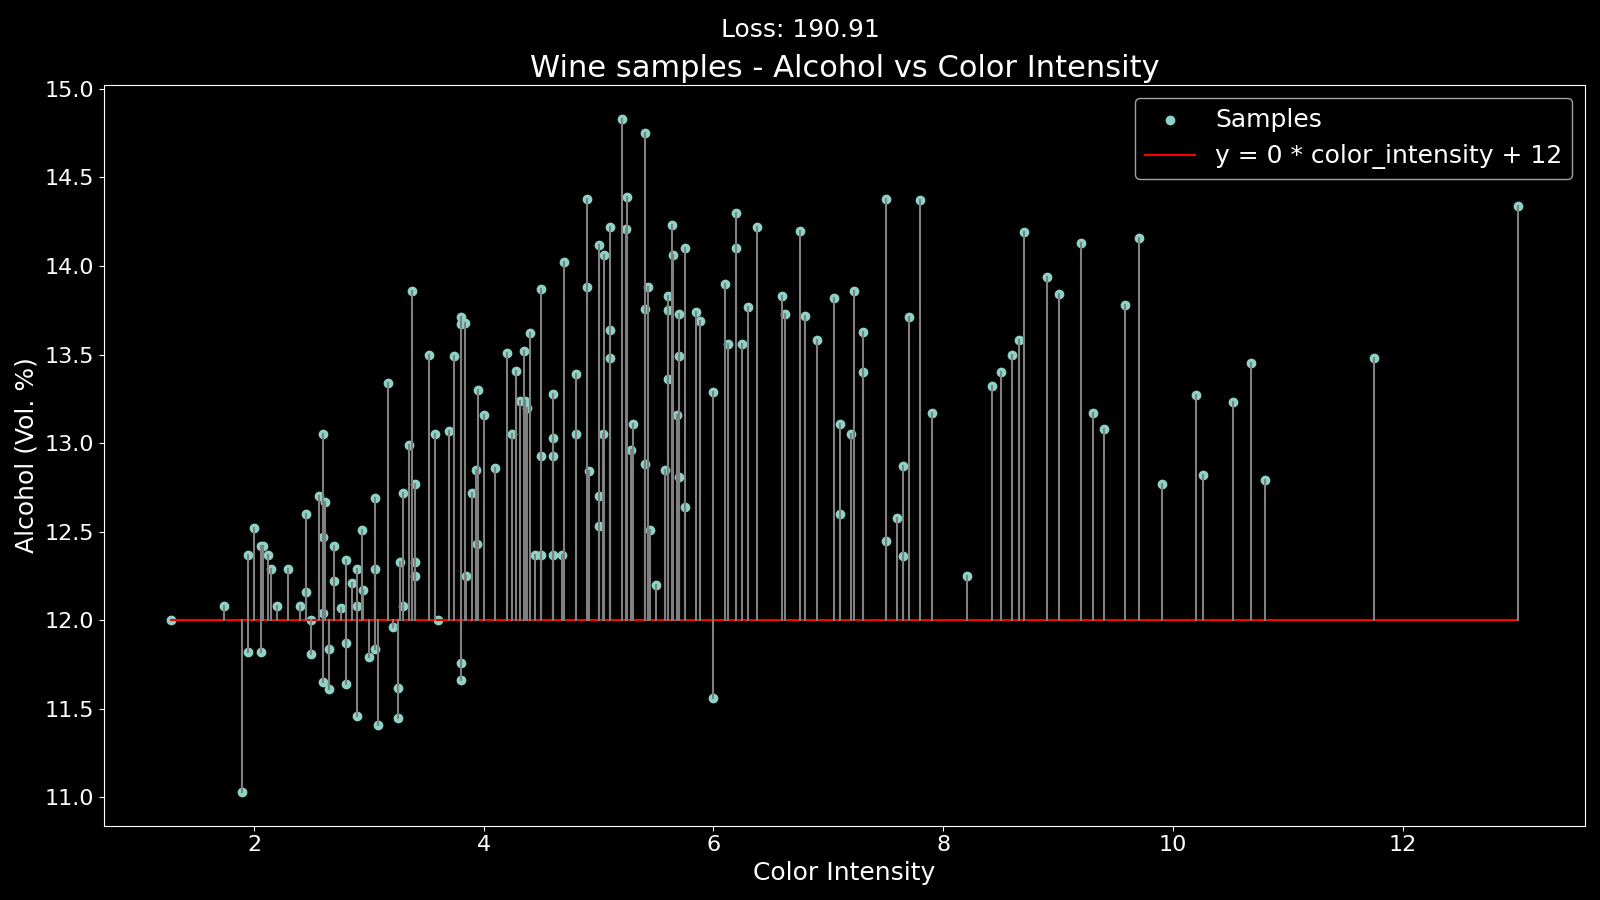 Loss: 190.91
Wine samples - Alcohol vs Color Intensity
Samples
y = 0 * color_intensity + 12
Alcohol (Vol. %)
15.0
14.5
14.0
13.5
13.0
12.5
12.0
11.5
11.0
2 4 6 8 10 12
Color Intensity